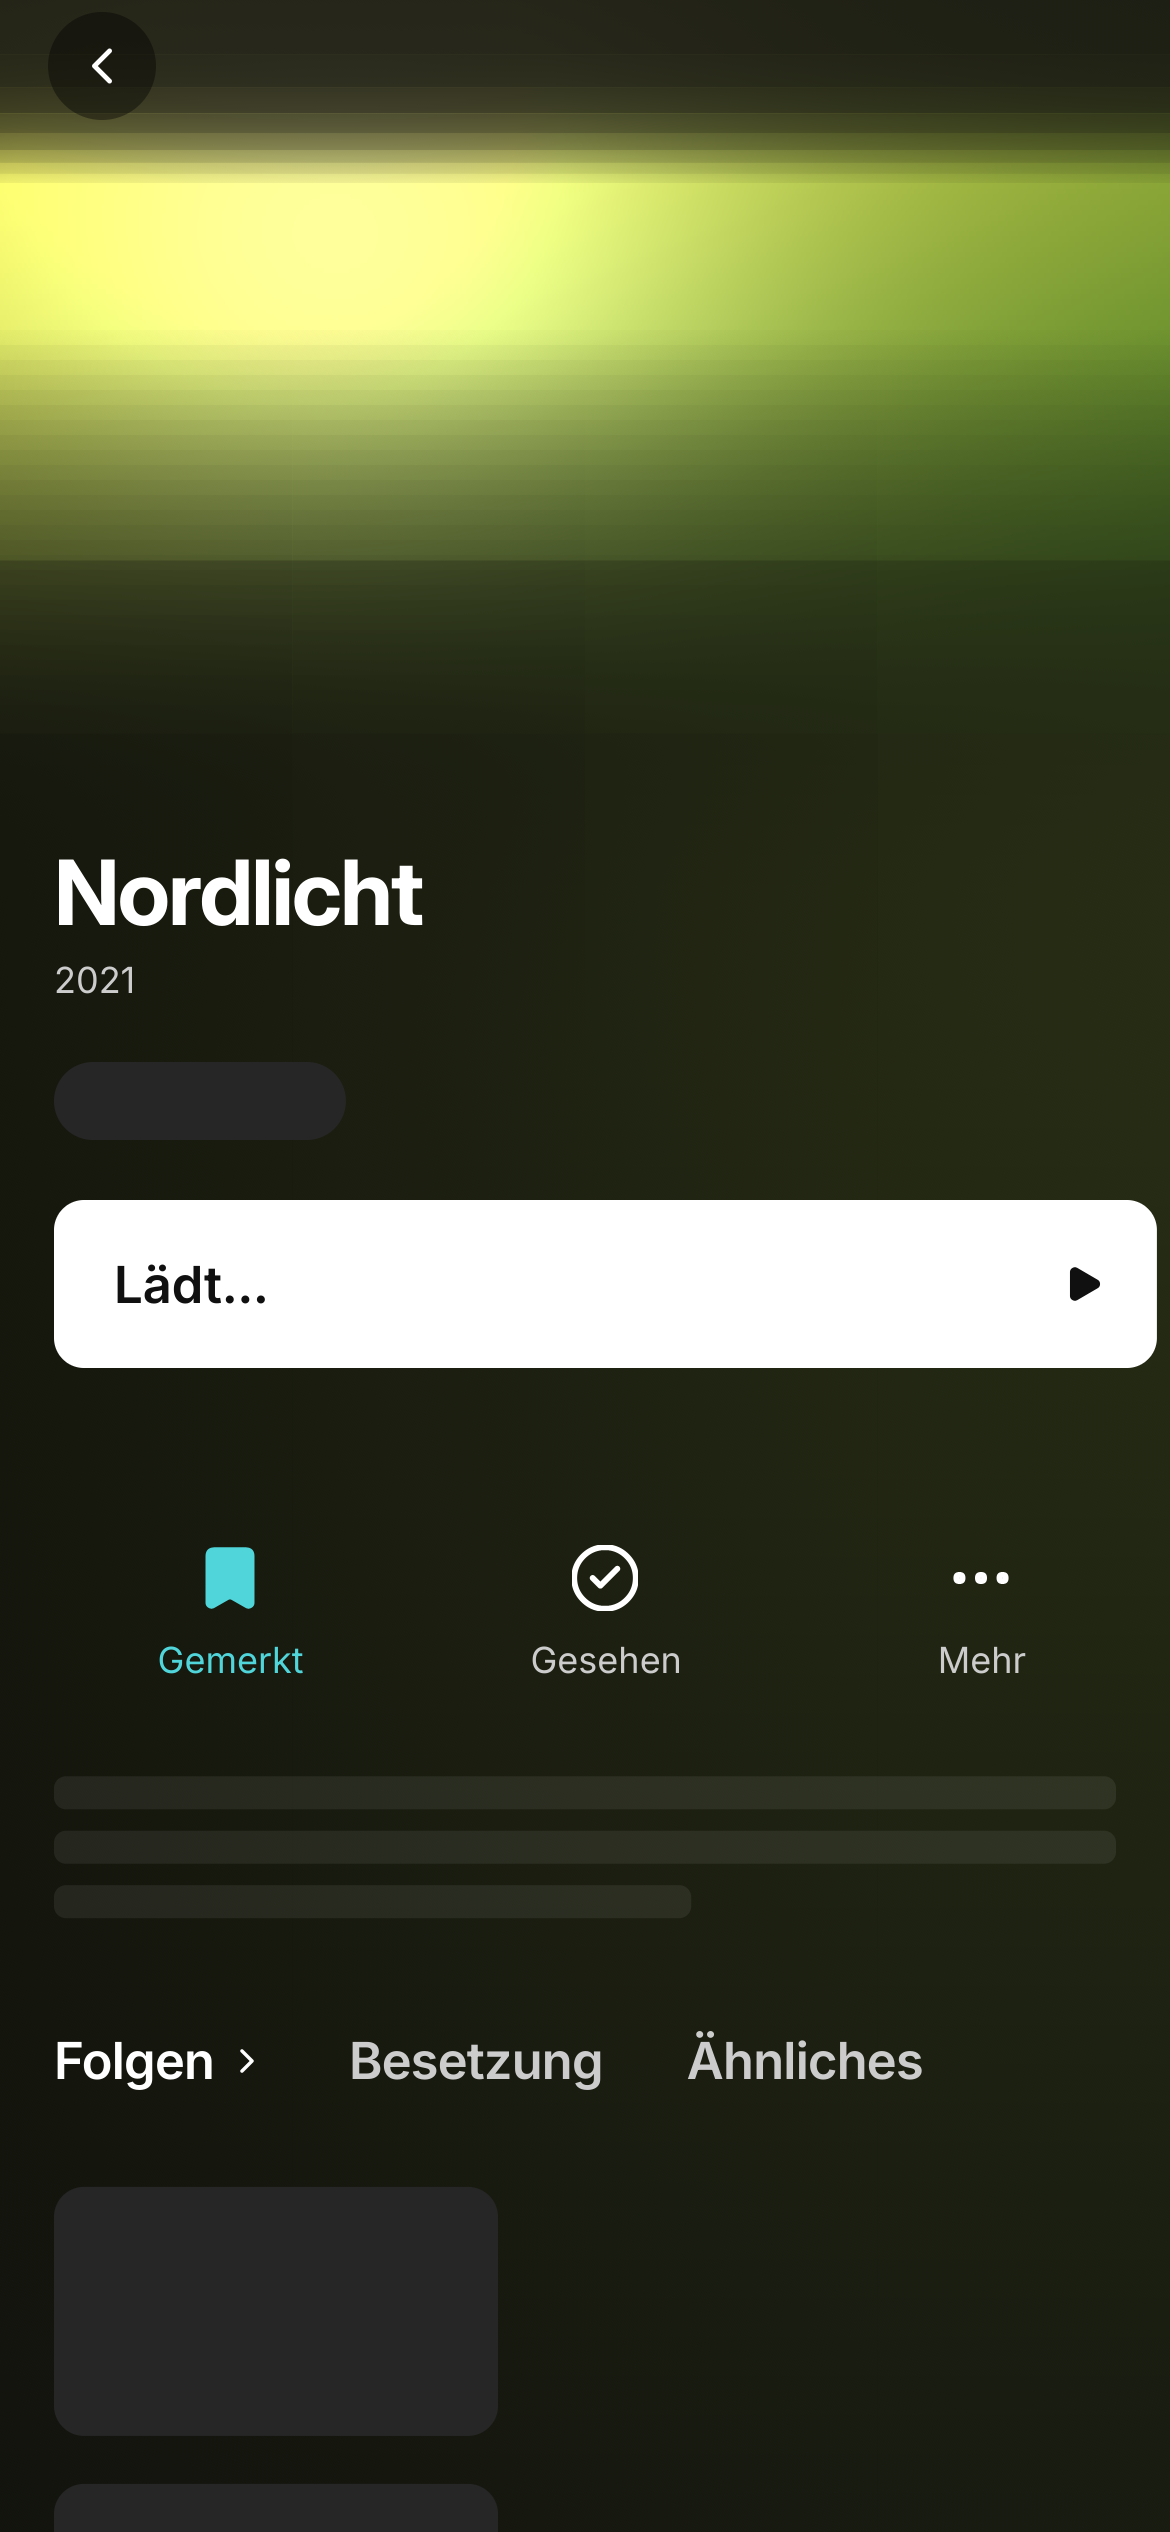 Nordlicht
2021
Lädt...
Gemerkt
Gesehen
Mehr
Folgen
Besetzung
Ähnliches